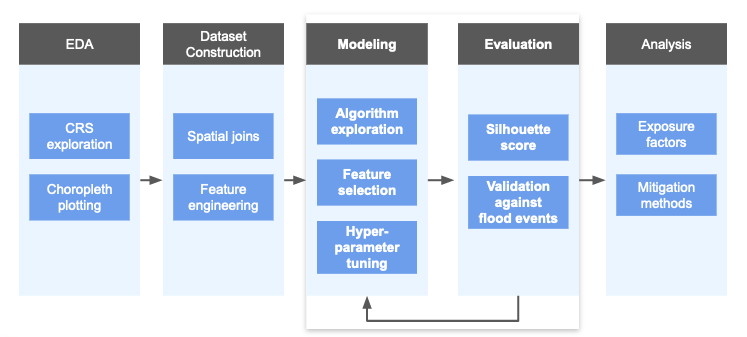 EDA
CRS
exploration
Choropleth
plotting
Dataset
Construction
Spatial joins
Feature
engineering
Modeling
Algorithm
exploration
Feature
selection
Hyper-
parameter
tuning
Evaluation
Silhouette
score
Validation
against
flood events
Analysis
Exposure
factors
Mitigation
methods